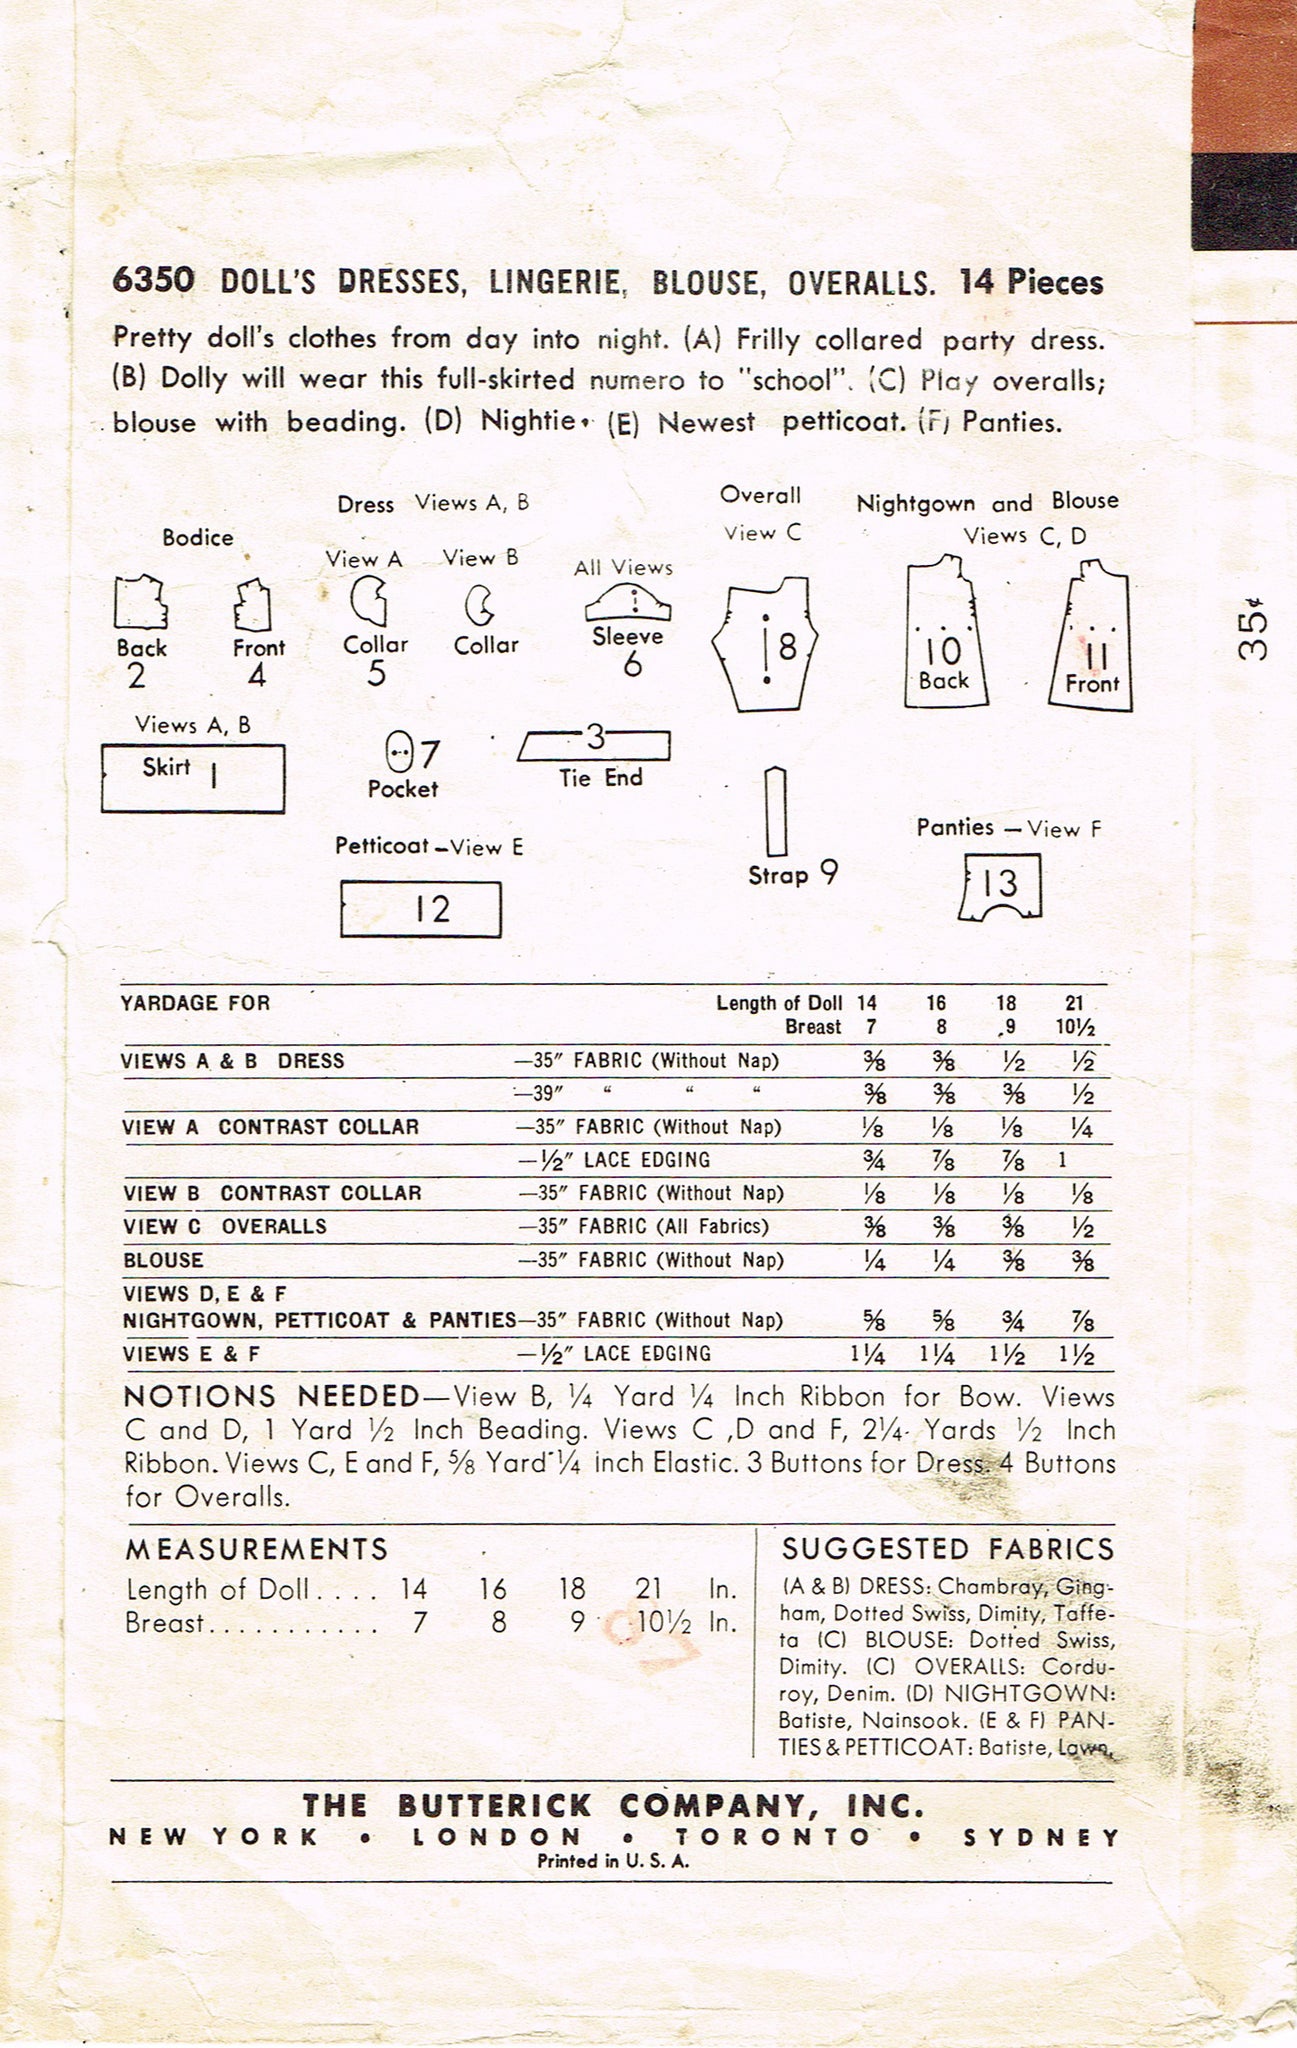 6350 DOLL'S DRESSES, LINGERIE, BLOUSE, OVERALLS. 14 Pieces
Pretty doll's clothes from day into night. (A) Frilly collared party dress.
(B) Dolly will wear this full-skirted numero to "school". (C) Play overalls;
blouse with beading. (D) Nightie. (E) Newest petticoat. (F) Panties.
Dress Views A, B
Overall
View C
Nightgown and Blouse
Views C, D
Bodice
View A
View B
All Views
Back
2
Front
4
Collar
5
Collar
Sleeve
6
8
10
Back
11
Front
35¢
Views A, B
Skirt 1
7
Pocket
3
Tie End
Strap 9
Petticoat – View E
12
Panties – View F
13
YARDAGE FOR Length of Doll 14 16 18 21
Breast 7 8 9 10½
VIEWS A & B DRESS —35" FABRIC (Without Nap) ⅜ ⅜ ½ ½
—39" " " " ⅜ ⅜ ⅜ ½
VIEW A CONTRAST COLLAR —35" FABRIC (Without Nap) ⅛ ⅛ ⅛ ¼
—½" LACE EDGING ¾ ⅞ ⅞ 1
VIEW B CONTRAST COLLAR —35" FABRIC (Without Nap) ⅛ ⅛ ⅛ ⅛
VIEW C OVERALLS —35" FABRIC (All Fabrics) ⅜ ⅜ ⅜ ½
BLOUSE —35" FABRIC (Without Nap) ¼ ¼ ⅜ ⅜
VIEWS D, E & F
NIGHTGOWN, PETTICOAT & PANTIES—35" FABRIC (Without Nap) ⅝ ⅝ ¾ ⅞
VIEWS E & F —½" LACE EDGING 1¼ 1¼ 1½ 1½
NOTIONS NEEDED—View B, ¼ Yard ¼ Inch Ribbon for Bow. Views
C and D, 1 Yard ½ Inch Beading. Views C ,D and F, 2¼ Yards ½ Inch
Ribbon. Views C, E and F, ⅝ Yard ¼ inch Elastic. 3 Buttons for Dress. 4 Buttons
for Overalls.
MEASUREMENTS
Length of Doll .... 14 16 18 21 In.
Breast............ 7 8 9 10½ In.
SUGGESTED FABRICS
(A & B) DRESS: Chambray, Ging-
ham, Dotted Swiss, Dimity, Taffe-
ta (C) BLOUSE: Dotted Swiss,
Dimity. (C) OVERALLS: Cordu-
roy, Denim. (D) NIGHTGOWN:
Batiste, Nainsook. (E & F) PAN-
TIES & PETTICOAT: Batiste, Lawn,
THE BUTTERICK COMPANY, INC.
NEW YORK • LONDON • TORONTO • SYDNEY
Printed in U. S. A.